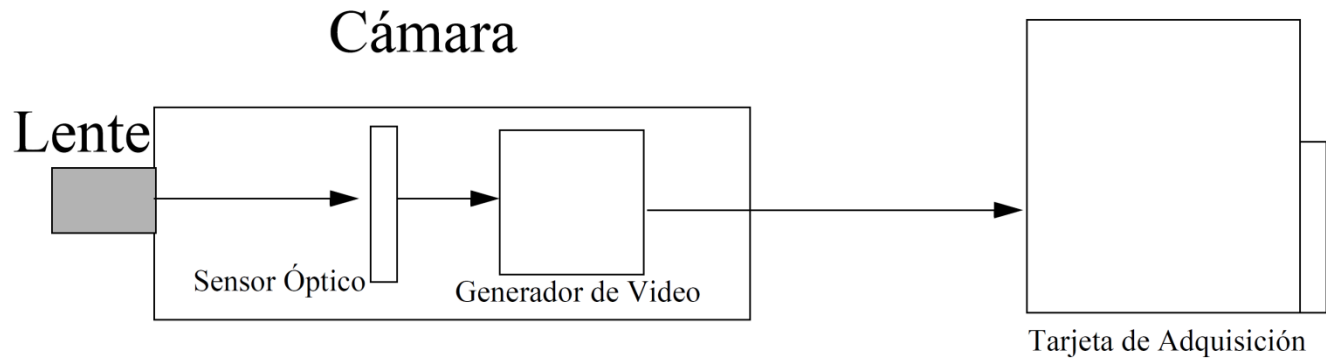 Cámara
Lente
Sensor Óptico
Generador de Video
Tarjeta de Adquisición